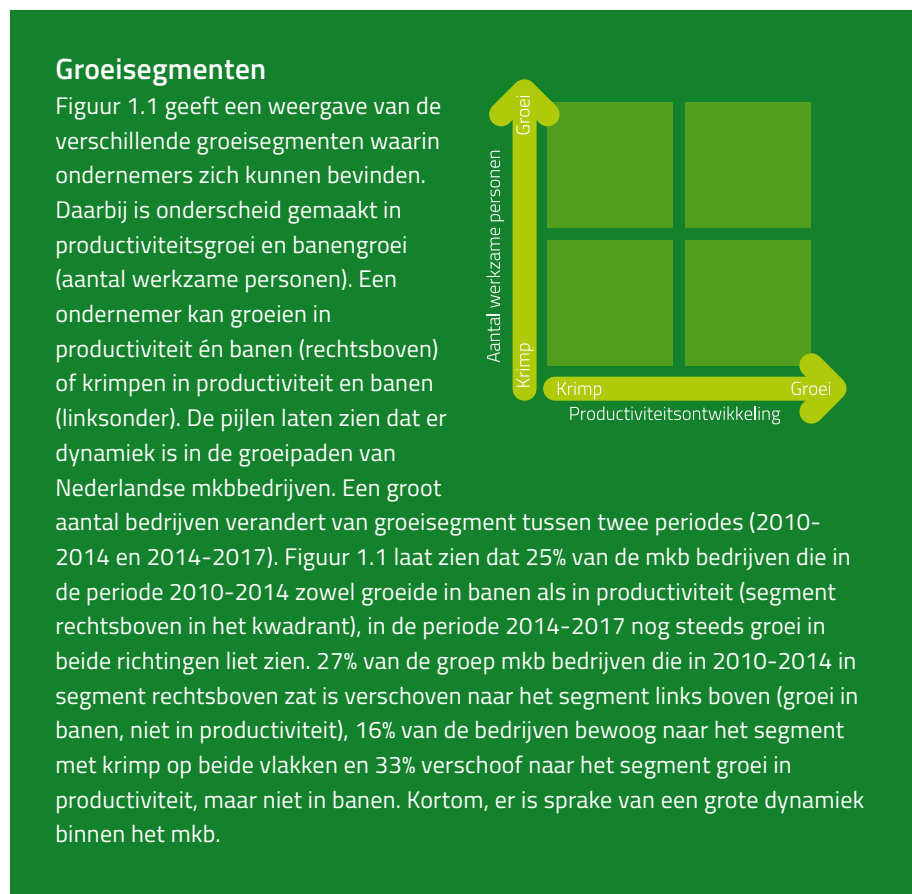 Groeisegmenten
Figuur 1.1 geeft een weergave van de
verschillende groeisegmenten waarin
ondernemers zich kunnen bevinden.
Daarbij is onderscheid gemaakt in
productiviteitsgroei en banengroei
(aantal werkzame personen). Een
ondernemer kan groeien in
productiviteit én banen (rechtsboven)
of krimpen in productiviteit en banen
(linksonder). De pijlen laten zien dat er
dynamiek is in de groeipaden van
Nederlandse mkbbedrijven. Een groot
aantal bedrijven verandert van groeisegment tussen twee periodes (2010-
2014 en 2014-2017). Figuur 1.1 laat zien dat 25% van de mkb bedrijven die in
de periode 2010-2014 zowel groeide in banen als in productiviteit (segment
rechtsboven in het kwadrant), in de periode 2014-2017 nog steeds groei in
beide richtingen liet zien. 27% van de groep mkb bedrijven die in 2010-2014 in
segment rechtsboven zat is verschoven naar het segment links boven (groei in
banen, niet in productiviteit), 16% van de bedrijven bewoog naar het segment
met krimp op beide vlakken en 33% verschoof naar het segment groei in
productiviteit, maar niet in banen. Kortom, er is sprake van een grote dynamiek
binnen het mkb.
Aantal werkzame personen
Groei
Krimp
Krimp
Groei
Productiviteitsontwikkeling